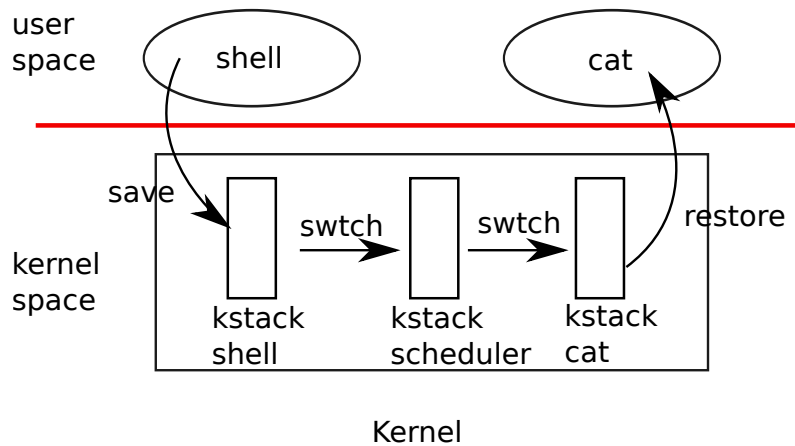 user
space
shell
cat
save
swtch
swtch
restore
kernel
space
kstack
shell
kstack
scheduler
kstack
cat
Kernel